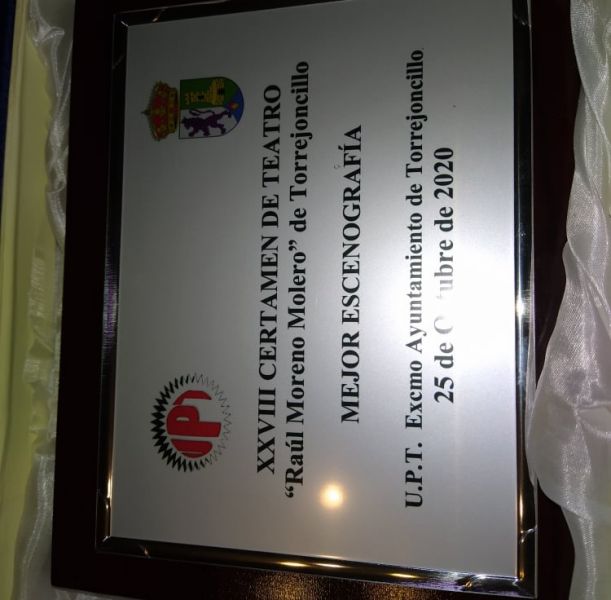 UPT
XXVIII CERTAMEN DE TEATRO
“Raúl Moreno Molero” de Torrejoncillo
MEJOR ESCENOGRAFÍA
U.P.T. Excmo Ayuntamiento de Torrejoncillo
25 de Octubre de 2020